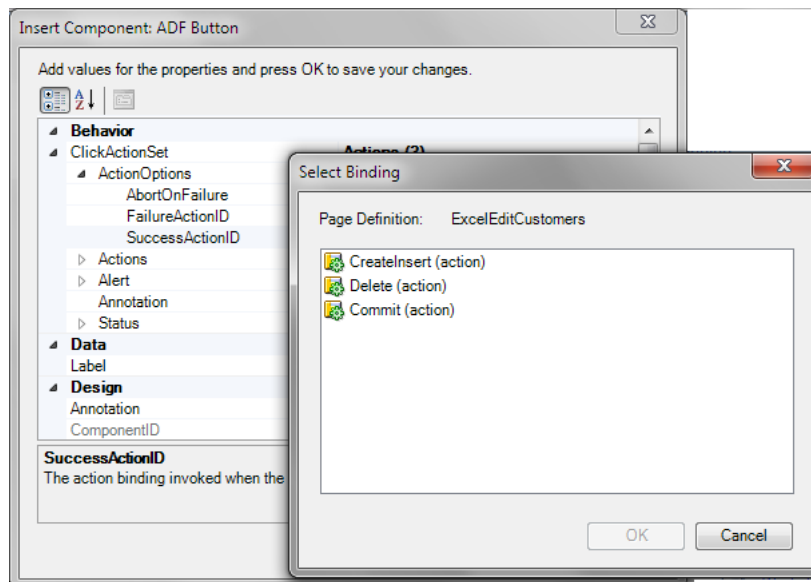 Insert Component: ADF Button
Add values for the properties and press OK to save your changes.
Behavior
ClickActionSet
Actions (3)
ActionOptions
AbortOnFailure
FailureActionID
SuccessActionID
Actions
Alert
Annotation
Status
Data
Label
Design
Annotation
ComponentID
SuccessActionID
The action binding invoked when the
Select Binding
Page Definition: ExcelEditCustomers
CreateInsert (action)
Delete (action)
Commit (action)
OK Cancel